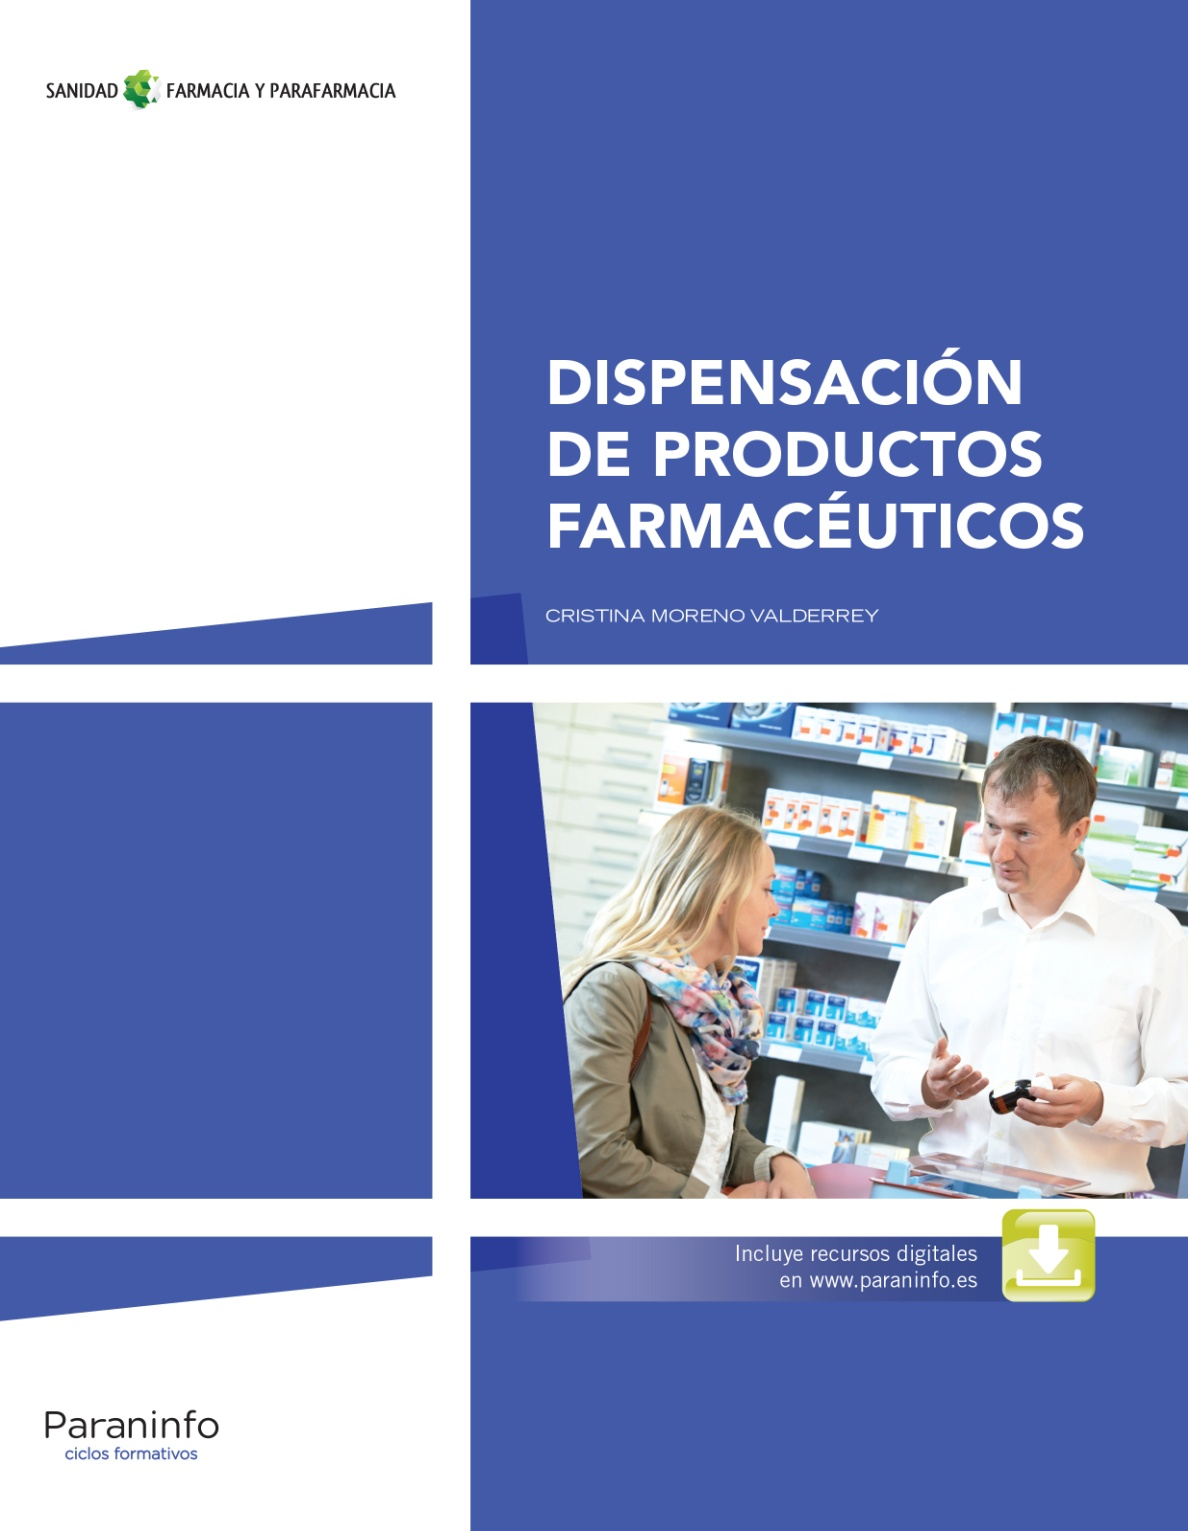 SANIDAD FARMACIA Y PARAFARMACIA
DISPENSACIÓN
DE PRODUCTOS
FARMACÉUTICOS
CRISTINA MORENO VALDERREY
Incluye recursos digitales
en www.paraninfo.es
Paraninfo
ciclos formativos